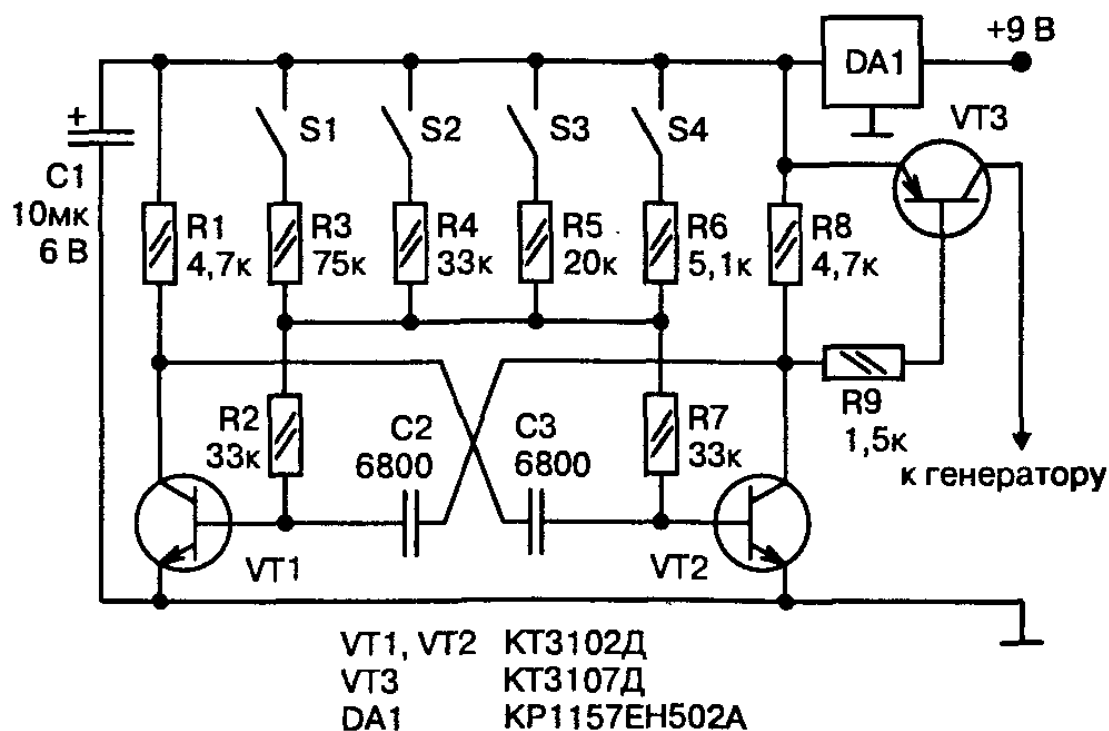 +9 В
DA1
VT3
+
C1
10мк
6 В
S1
S2
S3
S4
R1
4,7к
R3
75к
R4
33к
R5
20к
R6
5,1к
R8
4,7к
R2
33к
C2
6800
C3
6800
R7
33к
R9
1,5к
к генератору
VT1
VT2
VT1, VT2 КТ3102Д
VT3 КТ3107Д
DA1 КР1157ЕН502А